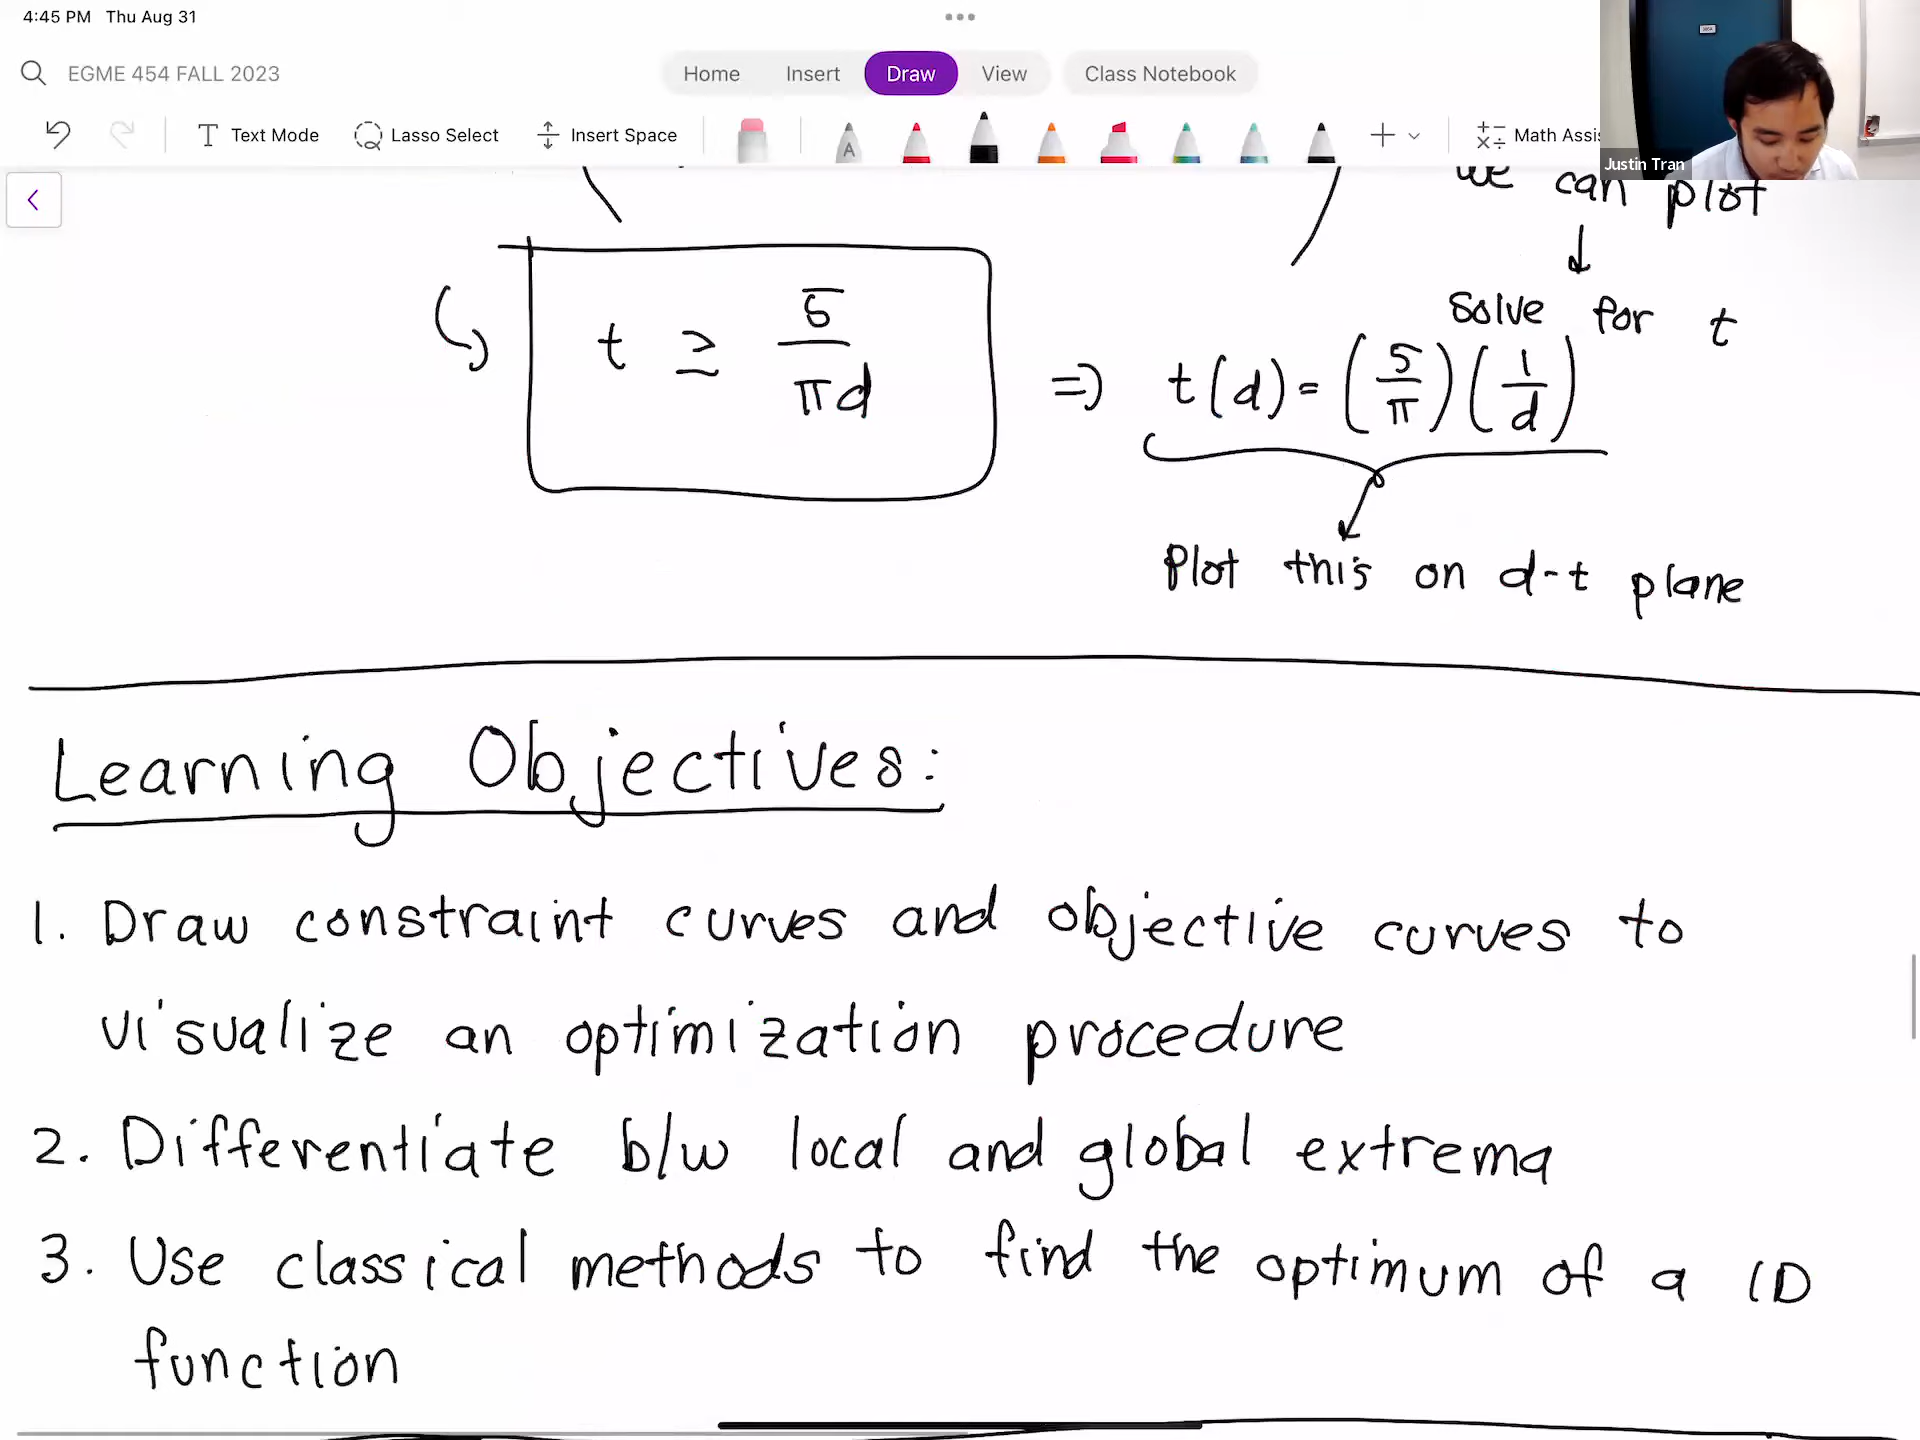 4:45 PM Thu Aug 31
EGME 454 FALL 2023
Home Insert Draw View Class Notebook
Text Mode Lasso Select Insert Space A Math Assis
Justin Tran
we can plot
solve for t
t ≥ 5/πd ⇒ t(d) = (5/π)(1/d)
Plot this on d-t plane
Learning Objectives:
1. Draw constraint curves and objective curves to
visualize an optimization procedure
2. Differentiate b/w local and global extrema
3. Use classical methods to find the optimum of a 1D
function